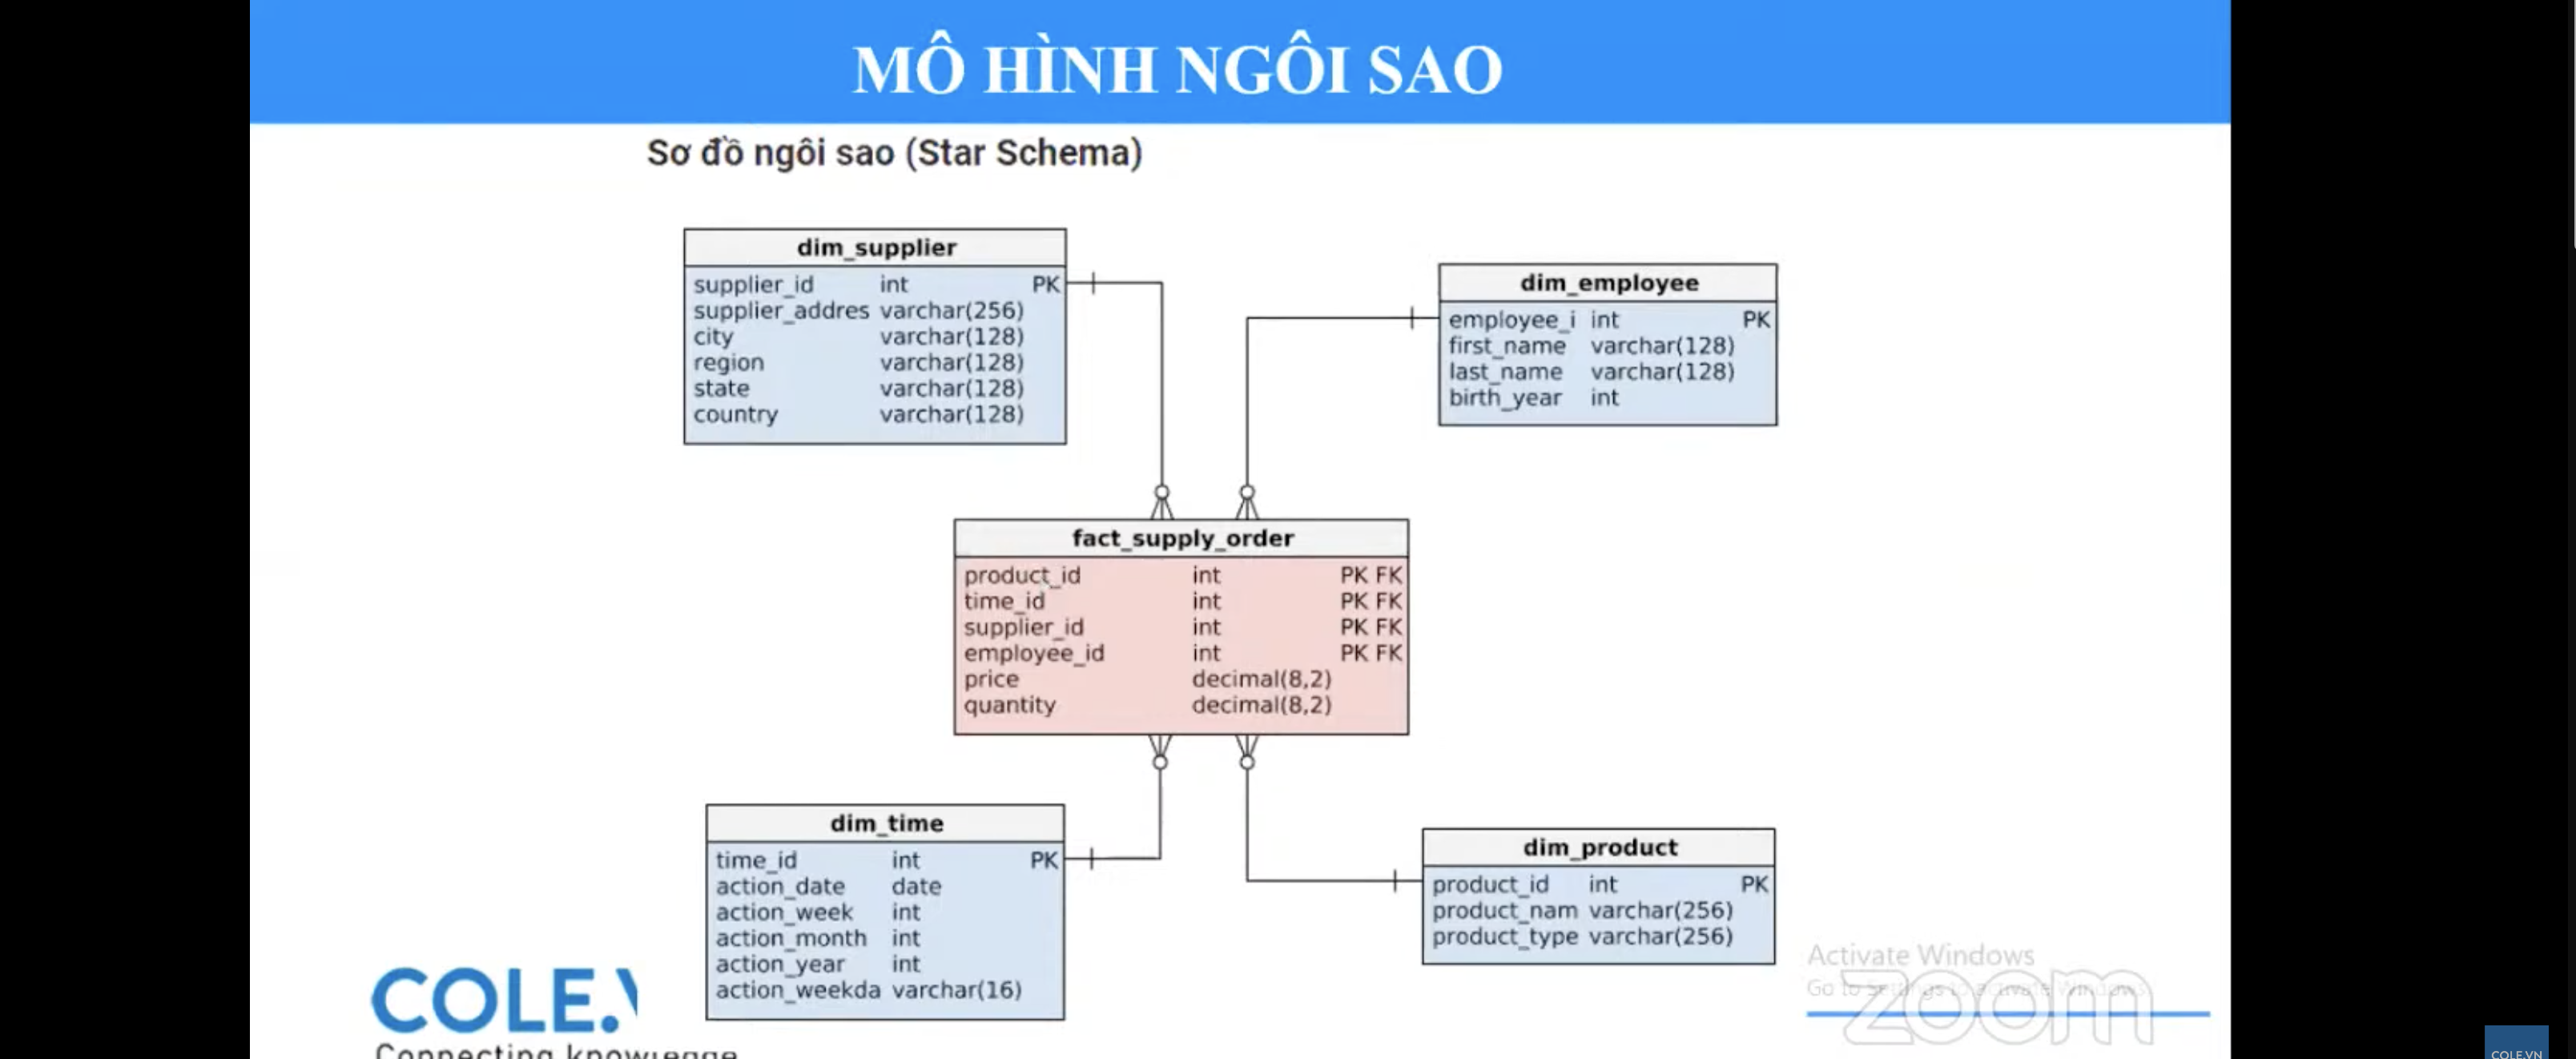 MÔ HÌNH NGÔI SAO
Sơ đồ ngôi sao (Star Schema)
dim_supplier
supplier_id int PK
supplier_addres varchar(256)
city varchar(128)
region varchar(128)
state varchar(128)
country varchar(128)
dim_employee
employee_i int PK
first_name varchar(128)
last_name varchar(128)
birth_year int
fact_supply_order
product_id int PK FK
time_id int PK FK
supplier_id int PK FK
employee_id int PK FK
price decimal(8,2)
quantity decimal(8,2)
dim_time
time_id int PK
action_date date
action_week int
action_month int
action_year int
action_weekda varchar(16)
dim_product
product_id int PK
product_nam varchar(256)
product_type varchar(256)
COLE.
Connecting knowledge
Activate Windows
Go to Settings to activate Windows.
zoom
COLE.VN